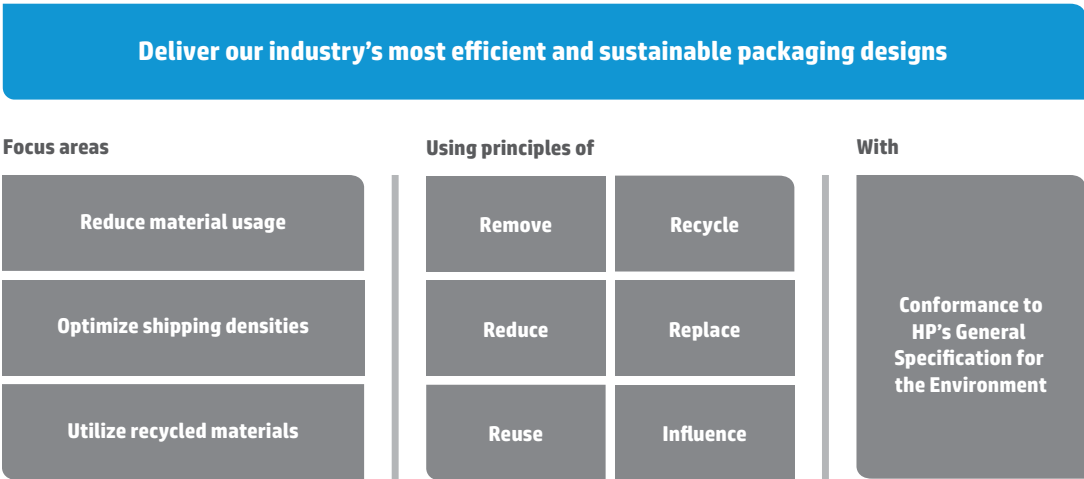 Deliver our industry's most efficient and sustainable packaging designs
Focus areas
Reduce material usage
Optimize shipping densities
Utilize recycled materials
Using principles of
Remove
Recycle
Reduce
Replace
Reuse
Influence
With
Conformance to
HP's General
Specification for
the Environment